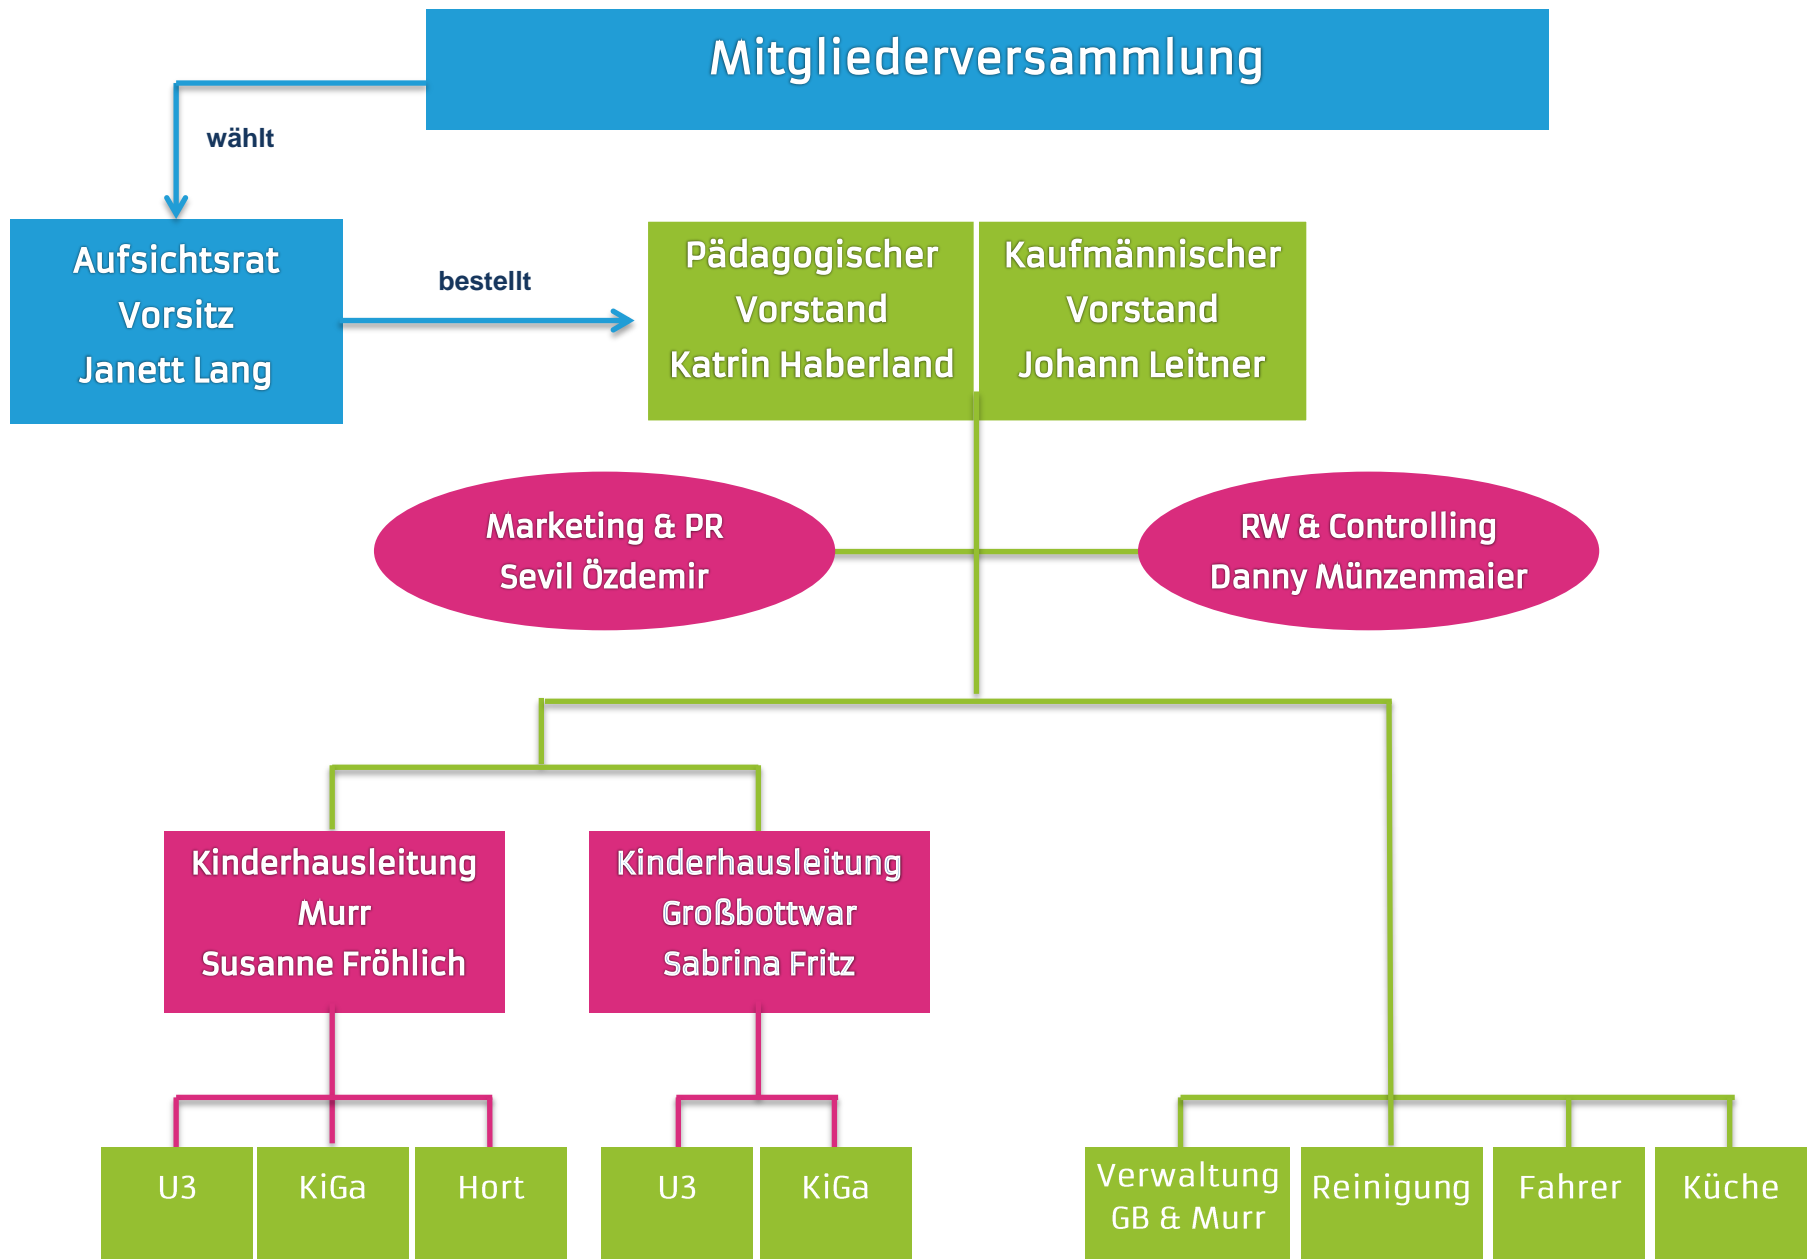 Mitgliederversammlung
wählt
Aufsichtsrat
Vorsitz
Janett Lang
bestellt
Pädagogischer
Vorstand
Katrin Haberland
Kaufmännischer
Vorstand
Johann Leitner
Marketing & PR
Sevil Özdemir
RW & Controlling
Danny Münzenmaier
Kinderhausleitung
Murr
Susanne Fröhlich
Kinderhausleitung
Großbottwar
Sabrina Fritz
U3
KiGa
Hort
U3
KiGa
Verwaltung
GB & Murr
Reinigung
Fahrer
Küche